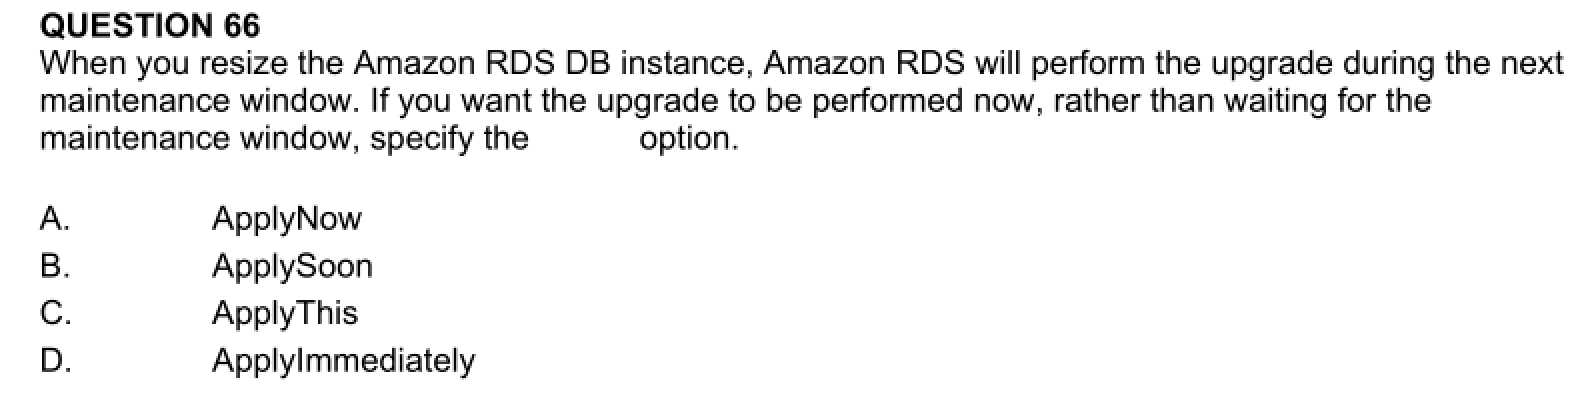 QUESTION 66
When you resize the Amazon RDS DB instance, Amazon RDS will perform the upgrade during the next
maintenance window. If you want the upgrade to be performed now, rather than waiting for the
maintenance window, specify the option.
A. ApplyNow
B. ApplySoon
C. ApplyThis
D. ApplyImmediately